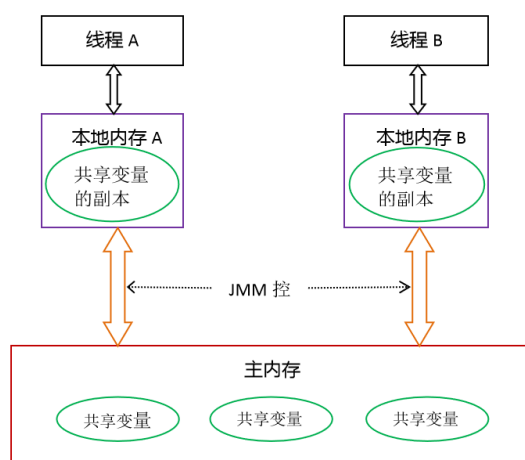 线程 A
线程 B
本地内存 A
本地内存 B
共享变量
的副本
共享变量
的副本
JMM 控
主内存
共享变量
共享变量
共享变量